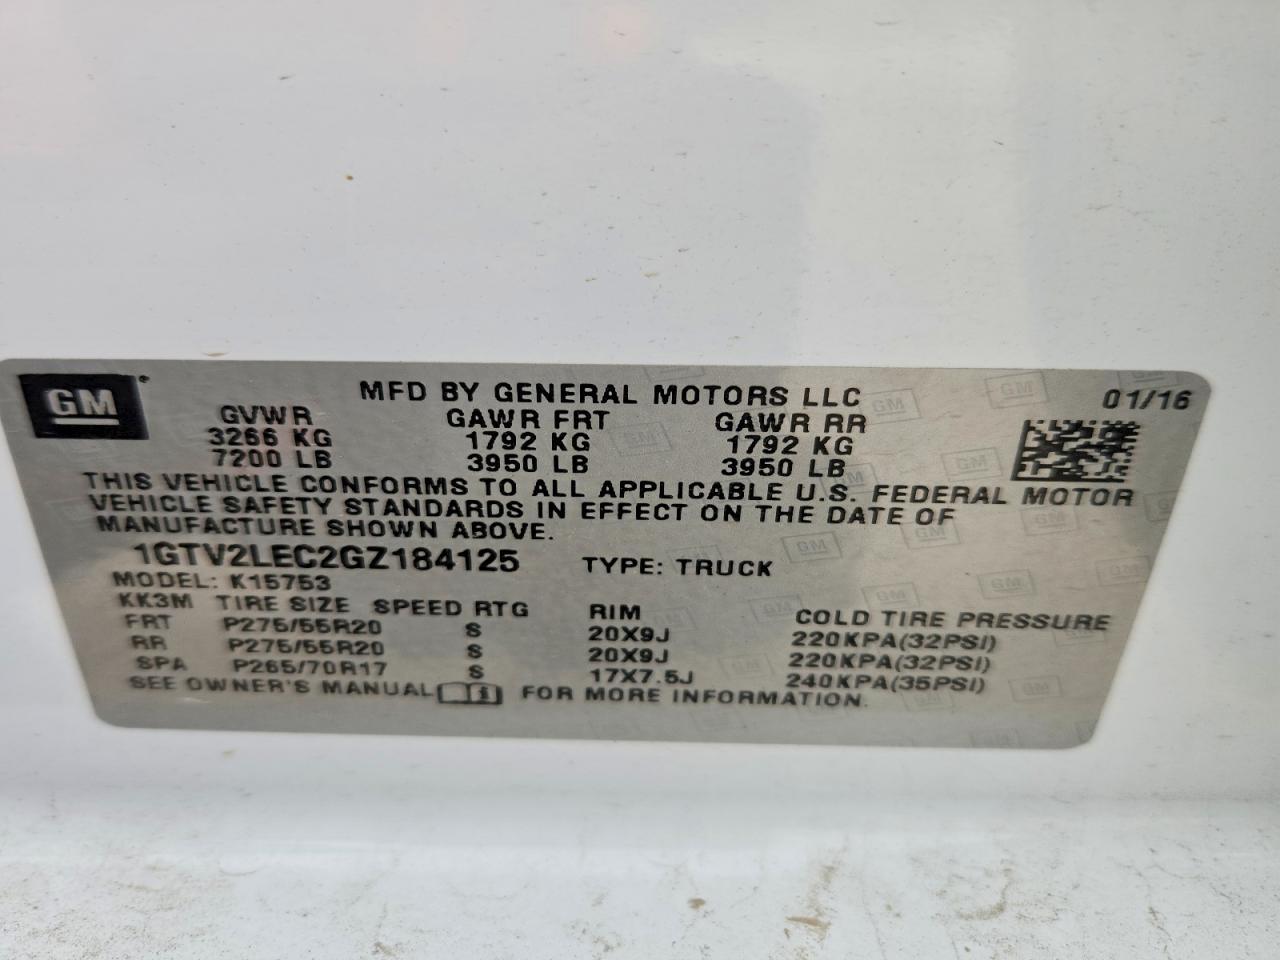 GM
MFD BY GENERAL MOTORS LLC 01/16
GVWR GAWR FRT GAWR RR
3266 KG 1792 KG 1792 KG
7200 LB 3950 LB 3950 LB
THIS VEHICLE CONFORMS TO ALL APPLICABLE U.S. FEDERAL MOTOR
VEHICLE SAFETY STANDARDS IN EFFECT ON THE DATE OF
MANUFACTURE SHOWN ABOVE.
1GTV2LEC2GZ184125 TYPE: TRUCK
MODEL: K15753
KK3M TIRE SIZE SPEED RTG RIM COLD TIRE PRESSURE
FRT P275/55R20 S 20X9J 220KPA(32PSI)
RR P275/55R20 S 20X9J 220KPA(32PSI)
SPA P265/70R17 S 17X7.5J 240KPA(35PSI)
SEE OWNER'S MANUAL FOR MORE INFORMATION.